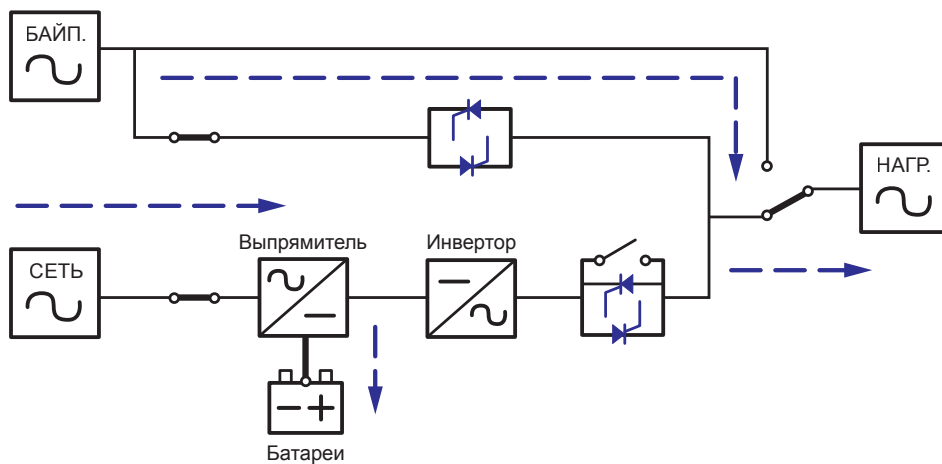 БАЙП.
НАГР.
СЕТЬ
Выпрямитель
Инвертор
Батареи